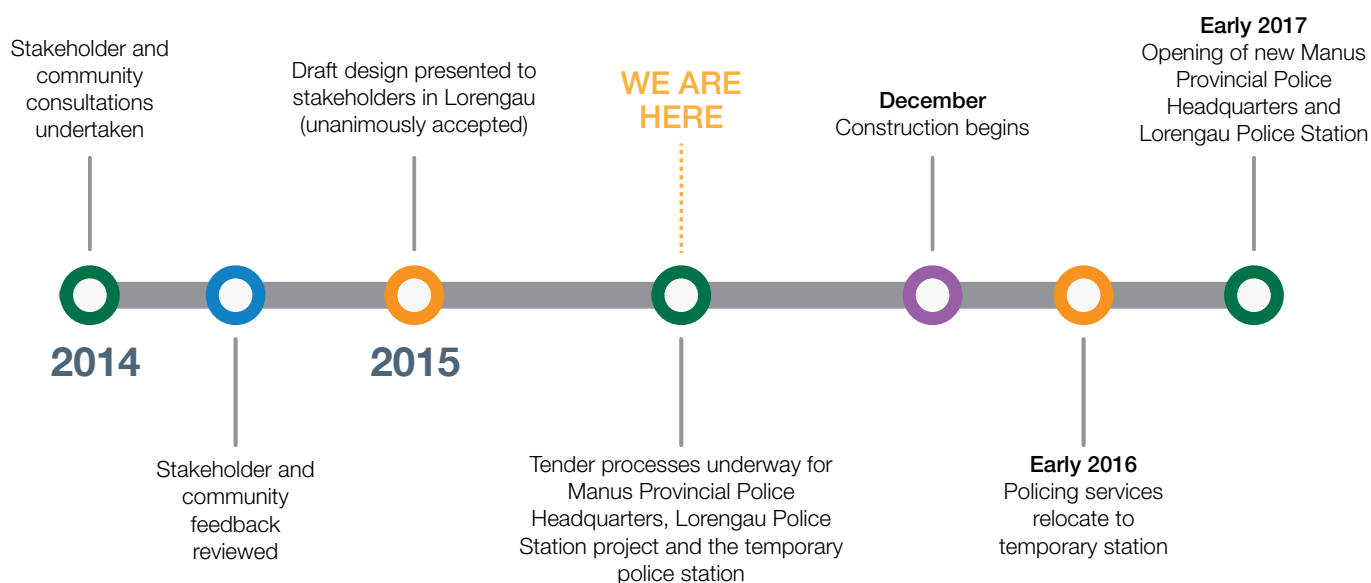 Stakeholder and
community
consultations
undertaken
2014
Stakeholder and
community
feedback
reviewed
Draft design presented to
stakeholders in Lorengau
(unanimously accepted)
2015
WE ARE
HERE
Tender processes underway for
Manus Provincial Police
Headquarters, Lorengau Police
Station project and the temporary
police station
December
Construction begins
Early 2016
Policing services
relocate to
temporary station
Early 2017
Opening of new Manus
Provincial Police
Headquarters and
Lorengau Police Station